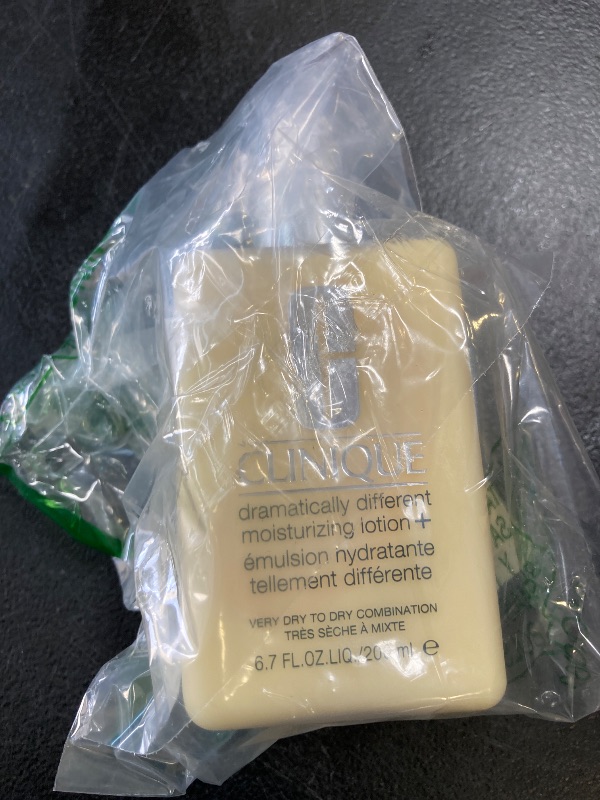 CLINIQUE
dramatically different
moisturizing lotion+
émulsion hydratante
tellement différente
VERY DRY TO DRY COMBINATION
TRÈS SÈCHE À MIXTE
6.7 FL.OZ.LIQ./200 ml e